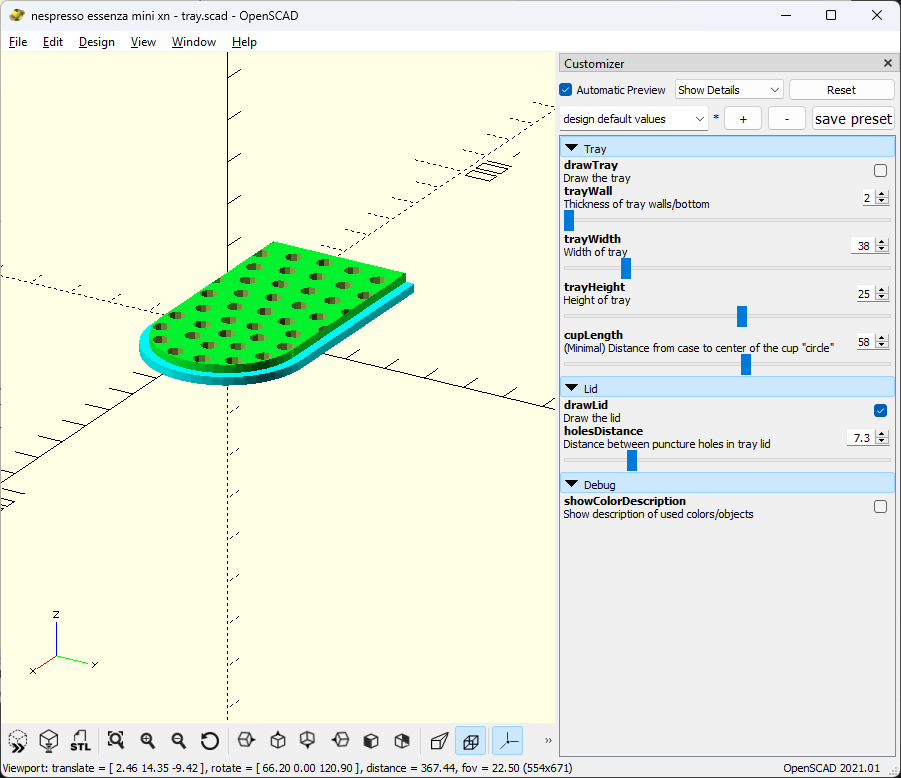 nespresso essenza mini xn - tray.scad - OpenSCAD
File Edit Design View Window Help
Customizer
Automatic Preview Show Details Reset
design default values * + - save preset
Tray
drawTray
Draw the tray
trayWall
Thickness of tray walls/bottom 2
trayWidth
Width of tray 38
trayHeight
Height of tray 25
cupLength
(Minimal) Distance from case to center of the cup "circle" 58
Lid
drawLid
Draw the lid
holesDistance
Distance between puncture holes in tray lid 7.3
Debug
showColorDescription
Show description of used colors/objects
Z
X
Y
STL
»
Viewport: translate = [ 2.46 14.35 -9.42 ], rotate = [ 66.20 0.00 120.90 ], distance = 367.44, fov = 22.50 (554x671) OpenSCAD 2021.01